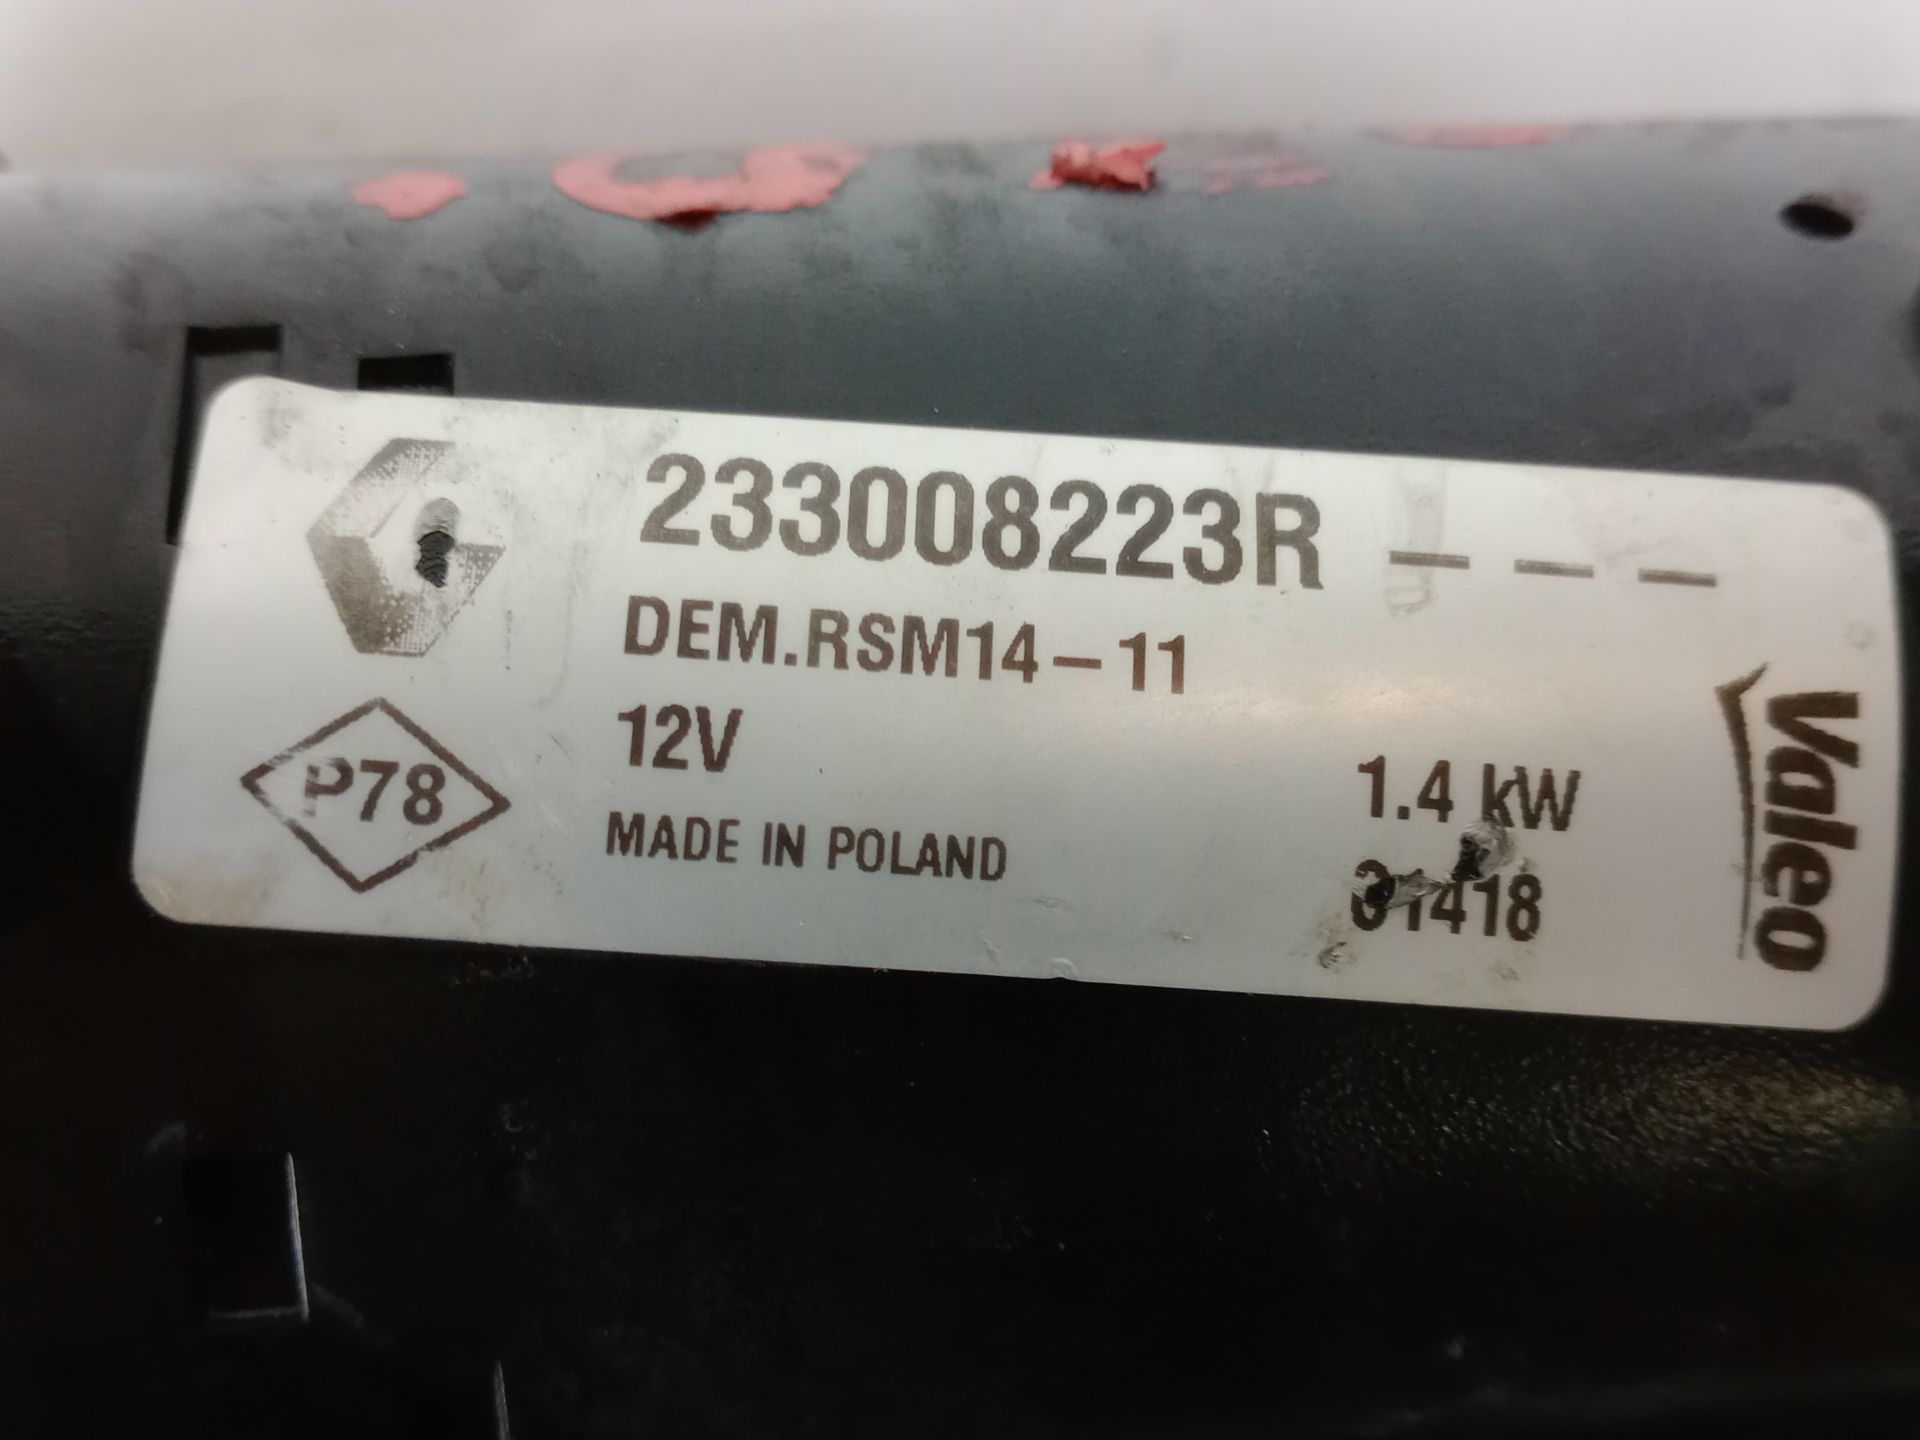 233008223R _ _ _
DEM.RSM14-11
12V
1.4 kW
MADE IN POLAND
P78
Valeo